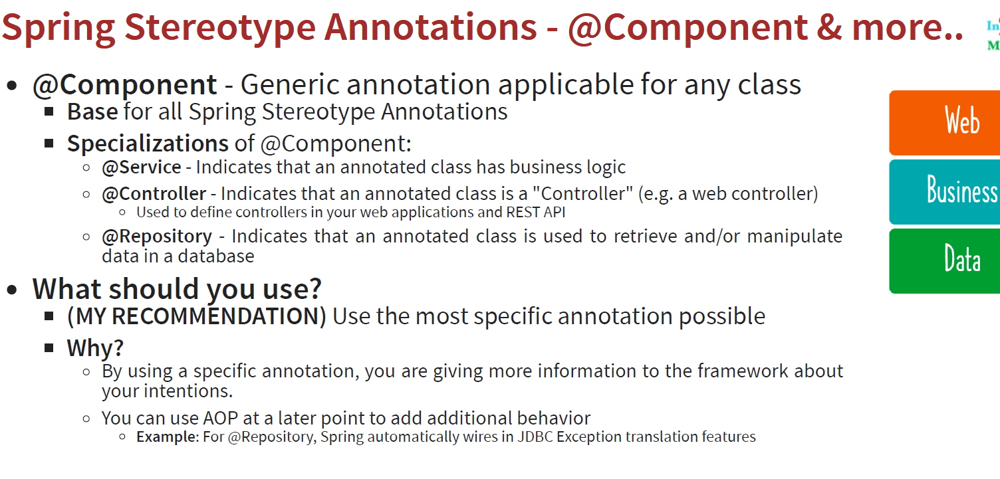 Spring Stereotype Annotations - @Component & more..
In
M
@Component - Generic annotation applicable for any class
Base for all Spring Stereotype Annotations
Specializations of @Component:
@Service - Indicates that an annotated class has business logic
@Controller - Indicates that an annotated class is a "Controller" (e.g. a web controller)
Used to define controllers in your web applications and REST API
@Repository - Indicates that an annotated class is used to retrieve and/or manipulate
data in a database
What should you use?
(MY RECOMMENDATION) Use the most specific annotation possible
Why?
By using a specific annotation, you are giving more information to the framework about
your intentions.
You can use AOP at a later point to add additional behavior
Example: For @Repository, Spring automatically wires in JDBC Exception translation features
Web
Business
Data